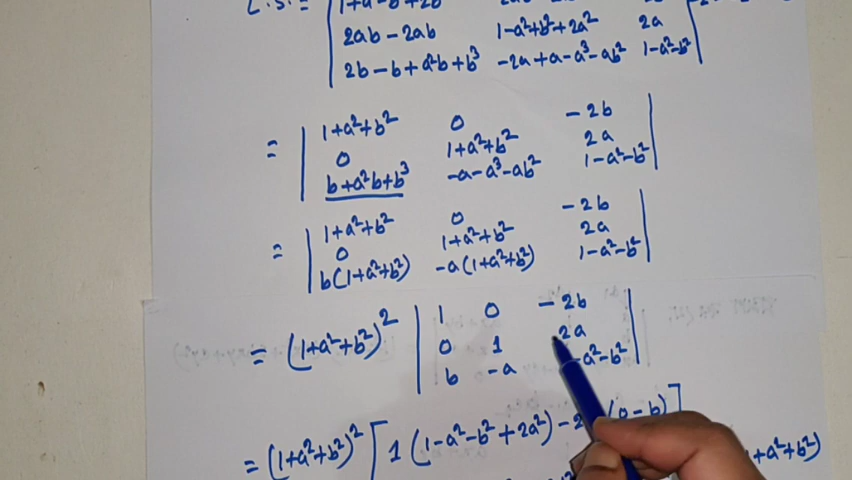 L.S. =
2ab - 2ab 1-a²+b²+2a² 2a
2b-b+a²b+b³ -2a+a-a³-ab² 1-a²-b²
= | 1+a²+b² 0 -2b |
0 1+a²+b² 2a
b+a²b+b³ -a-a³-ab² 1-a²-b²
= | 1+a²+b² 0 -2b |
0 1+a²+b² 2a
b(1+a²+b²) -a(1+a²+b²) 1-a²-b²
= (1+a²+b²)² | 1 0 -2b |
0 1 2a
b -a -a²-b²
= (1+a²+b²)² [ 1(1-a²-b²+2a²) -2 (0-b) ]
+a²+b²)